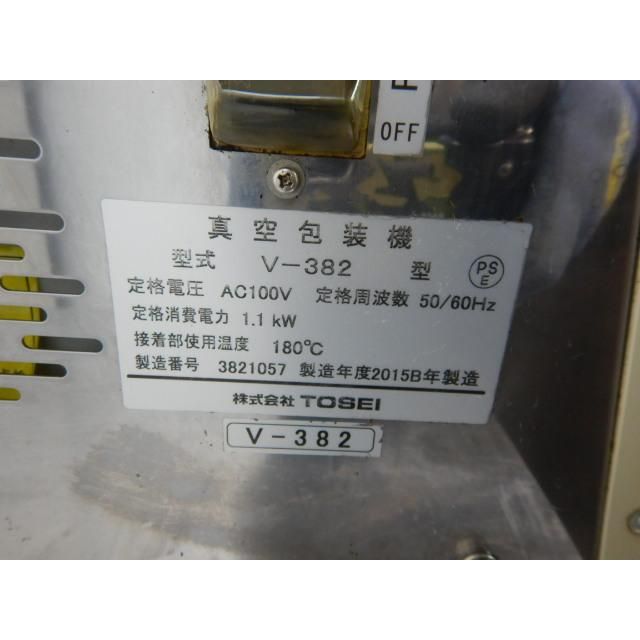 OFF
真空包装機
型式 V-382 型
PS
E
定格電圧 AC100V 定格周波数 50/60Hz
定格消費電力 1.1kW
接着部使用温度 180℃
製造番号 3821057 製造年度2015B年製造
株式会社 TOSEI
V-382